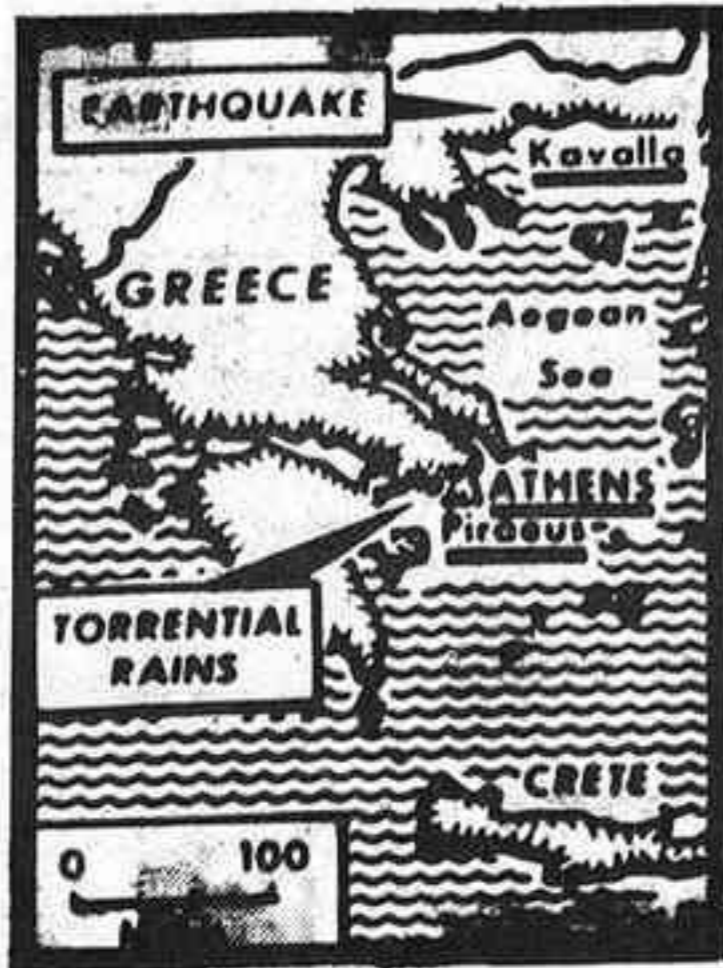 EARTHQUAKE
Kavalla
GREECE
Aegean
Sea
ATHENS
Piraeus
TORRENTIAL
RAINS
CRETE
0 100